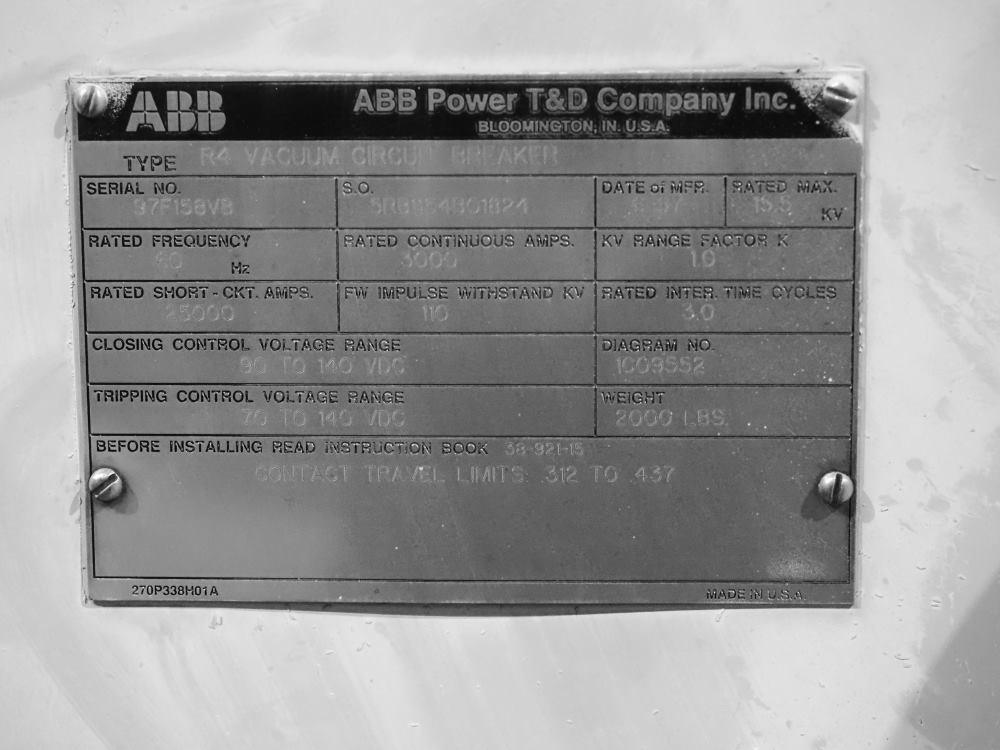 ABB
ABB Power T&D Company Inc.
BLOOMINGTON, IN. U.S.A.
TYPE R4 VACUUM CIRCUIT BREAKER
SERIAL NO. S.O. DATE of MFR. RATED MAX.
97F158VB 15.5 KV
RATED FREQUENCY RATED CONTINUOUS AMPS. KV RANGE FACTOR K
60 Hz 3000 1.0
RATED SHORT-CKT. AMPS. FW IMPULSE WITHSTAND KV RATED INTER. TIME CYCLES
25000 110 3.0
CLOSING CONTROL VOLTAGE RANGE DIAGRAM NO.
90 TO 140 VDC
TRIPPING CONTROL VOLTAGE RANGE WEIGHT
70 TO 140 VDC 2000 LBS.
BEFORE INSTALLING READ INSTRUCTION BOOK 38-921-15
CONTACT TRAVEL LIMITS: .312 TO .437
270P338H01A MADE IN U.S.A.